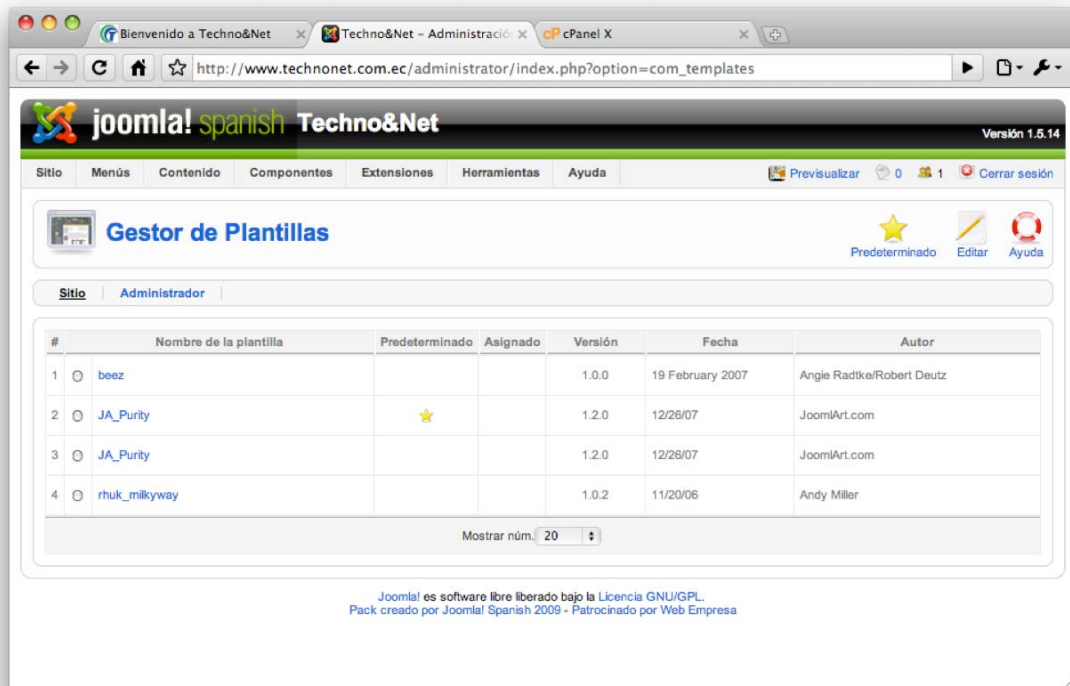 Bienvenido a Techno&Net
Techno&Net – Administració
cP cPanel X
http://www.technonet.com.ec/administrator/index.php?option=com_templates
joomla! spanish Techno&Net
Versión 1.5.14
Sitio Menús Contenido Componentes Extensiones Herramientas Ayuda Previsualizar 0 1 Cerrar sesión
Gestor de Plantillas
Predeterminado Editar Ayuda
Sitio Administrador
# Nombre de la plantilla Predeterminado Asignado Versión Fecha Autor
1 beez 1.0.0 19 February 2007 Angie Radtke/Robert Deutz
2 JA_Purity 1.2.0 12/26/07 JoomlArt.com
3 JA_Purity 1.2.0 12/26/07 JoomlArt.com
4 rhuk_milkyway 1.0.2 11/20/06 Andy Miller
Mostrar núm. 20
Joomla! es software libre liberado bajo la Licencia GNU/GPL.
Pack creado por Joomla! Spanish 2009 - Patrocinado por Web Empresa